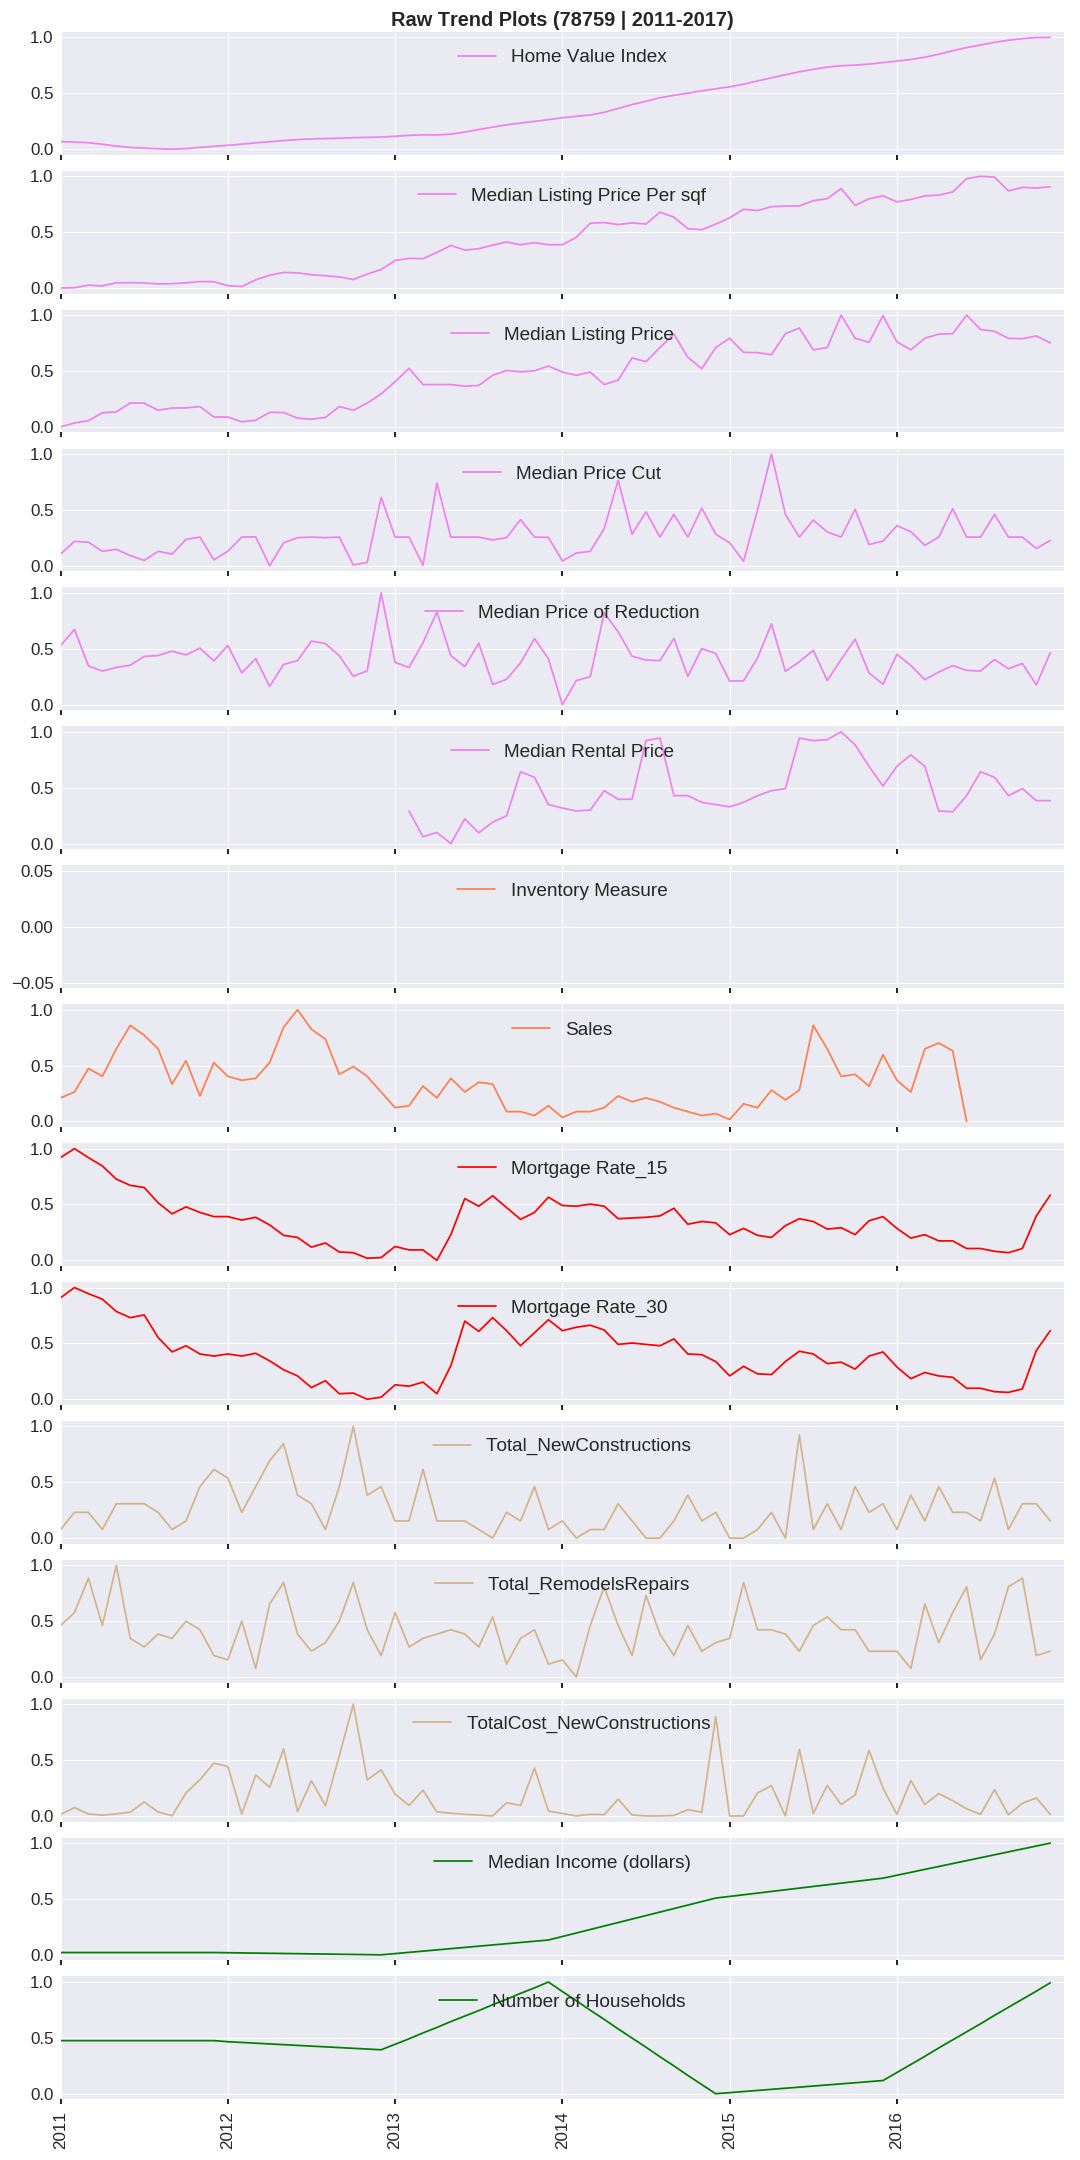 Raw Trend Plots (78759 | 2011-2017)
1.0
Home Value Index
0.5
0.0
1.0
Median Listing Price Per sqf
0.5
0.0
1.0
Median Listing Price
0.5
0.0
1.0
Median Price Cut
0.5
0.0
1.0
Median Price of Reduction
0.5
0.0
1.0
Median Rental Price
0.5
0.0
0.05
Inventory Measure
0.00
−0.05
1.0
Sales
0.5
0.0
1.0
Mortgage Rate_15
0.5
0.0
1.0
Mortgage Rate_30
0.5
0.0
1.0
Total_NewConstructions
0.5
0.0
1.0
Total_RemodelsRepairs
0.5
0.0
1.0
TotalCost_NewConstructions
0.5
0.0
1.0
Median Income (dollars)
0.5
0.0
1.0
Number of Households
0.5
0.0
2011 2012 2013 2014 2015 2016